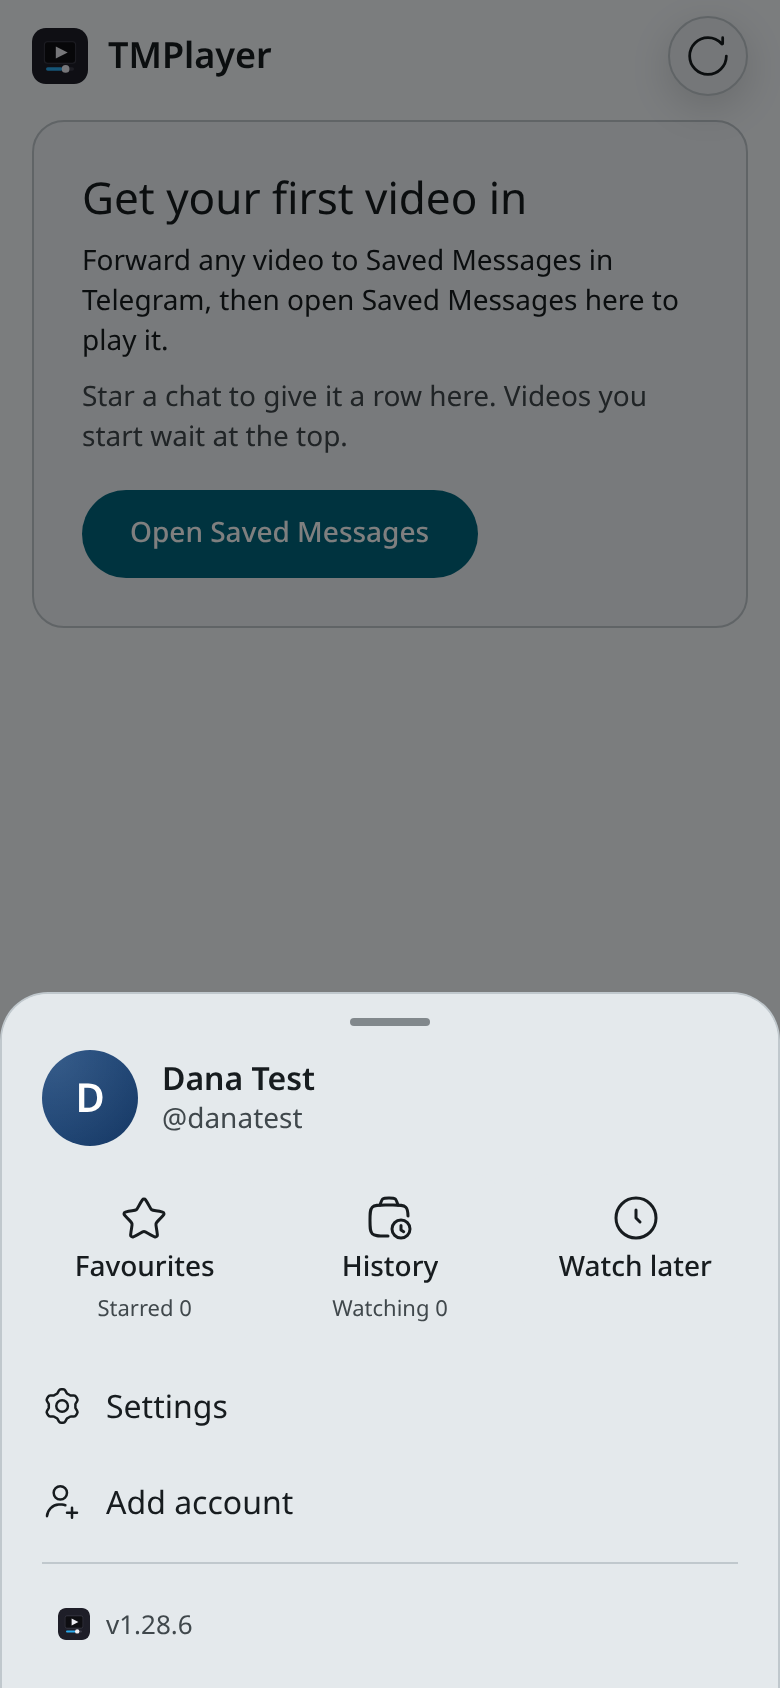 TMPlayer
Get your first video in
Forward any video to Saved Messages in
Telegram, then open Saved Messages here to
play it.
Star a chat to give it a row here. Videos you
start wait at the top.
Open Saved Messages
D
Dana Test
@danatest
Favourites
Starred 0
History
Watching 0
Watch later
Settings
Add account
v1.28.6